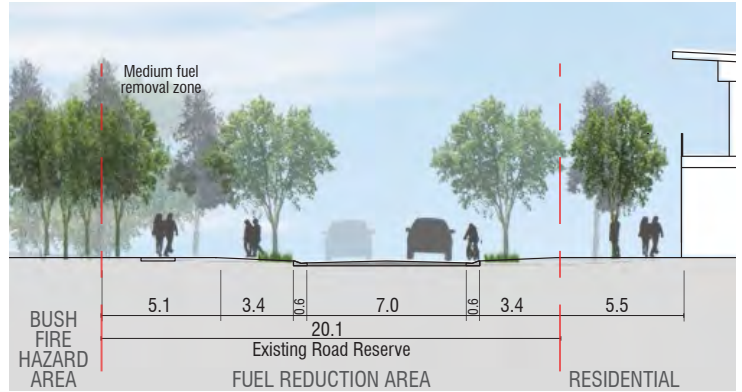 Medium fuel
removal zone
5.1
3.4
0.6
7.0
0.6
3.4
5.5
20.1
Existing Road Reserve
BUSH
FIRE
HAZARD
AREA
FUEL REDUCTION AREA
RESIDENTIAL